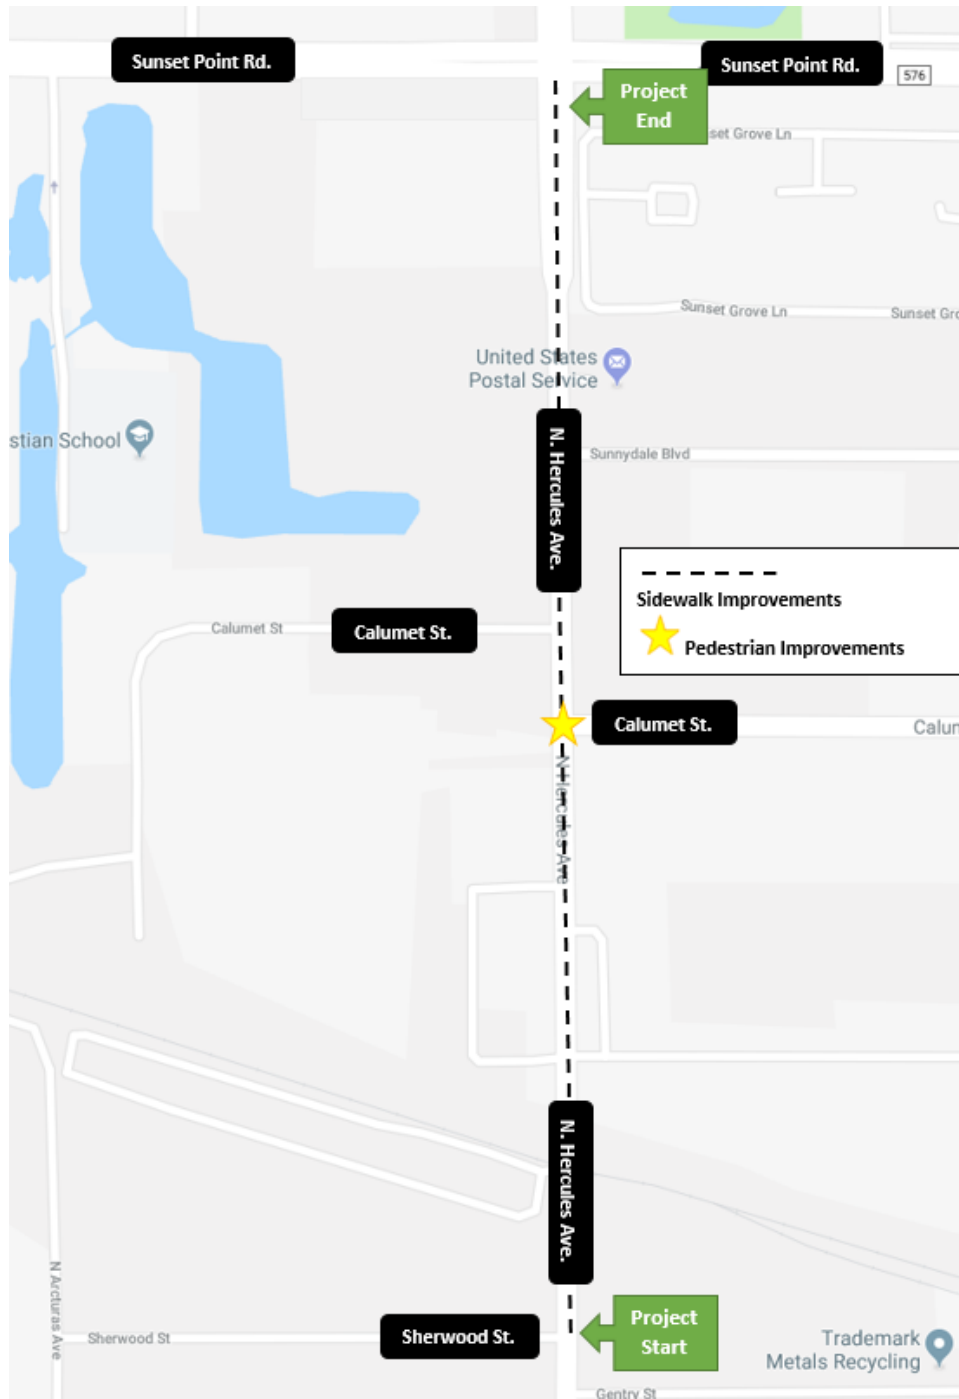 Sunset Point Rd.
Sunset Point Rd.
576
Project
End
set Grove Ln
Sunset Grove Ln
Sunset Gro
United States
Postal Service
stian School
N. Hercules Ave.
Sunnydale Blvd
Sidewalk Improvements
Pedestrian Improvements
Calumet St
Calumet St.
Calumet St.
Calum
N Hercules Ave
N. Hercules Ave.
N Arcturas Ave
Sherwood St
Sherwood St.
Project
Start
Trademark
Metals Recycling
Gentry St